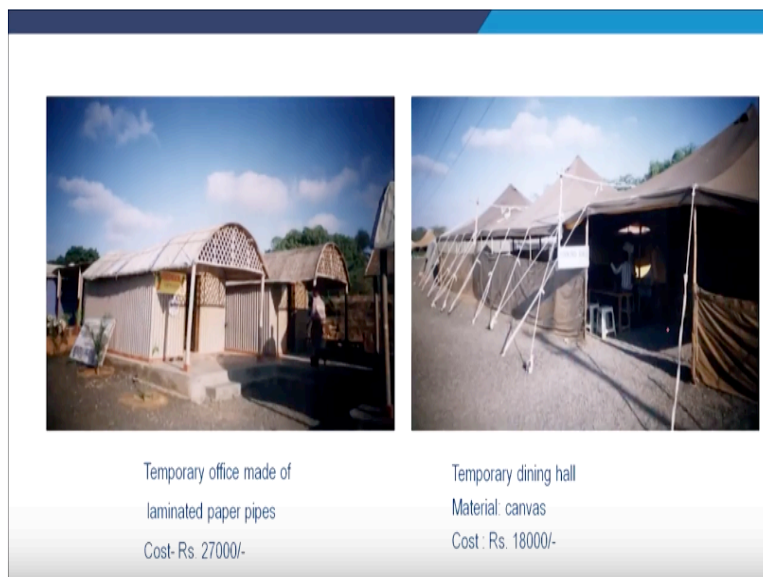 Temporary office made of
laminated paper pipes
Cost- Rs. 27000/-
Temporary dining hall
Material: canvas
Cost : Rs. 18000/-